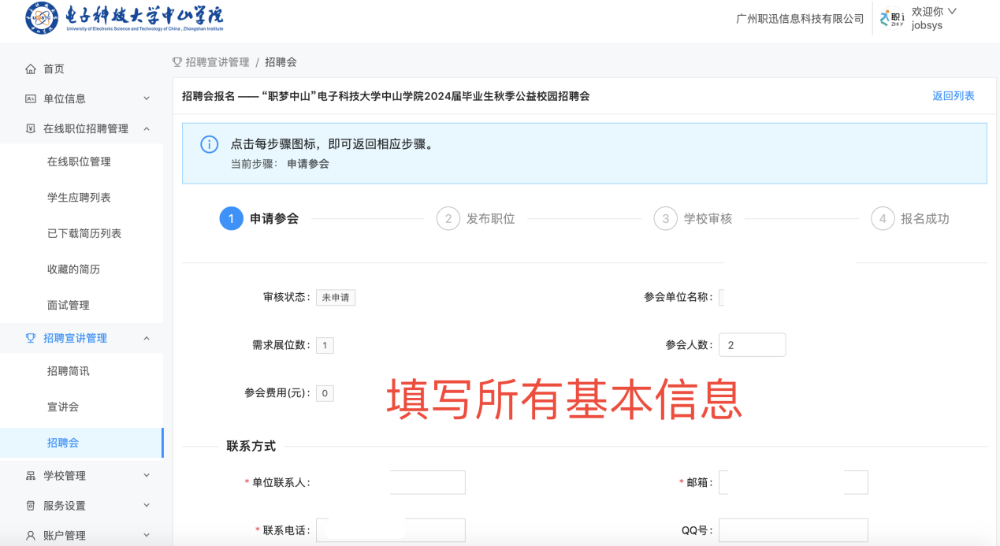 电子科技大学中山学院
University of Electronic Science and Technology of China , Zhongshan Institute
广州职迅信息科技有限公司
欢迎你
jobsys
首页
单位信息
在线职位招聘管理
在线职位管理
学生应聘列表
已下载简历列表
收藏的简历
面试管理
招聘宣讲管理
招聘简讯
宣讲会
招聘会
学校管理
服务设置
账户管理
招聘宣讲管理 / 招聘会
招聘会报名 —— “职梦中山”电子科技大学中山学院2024届毕业生秋季公益校园招聘会
返回列表
点击每步骤图标，即可返回相应步骤。
当前步骤： 申请参会
1 申请参会
2 发布职位
3 学校审核
4 报名成功
审核状态： 未申请
参会单位名称：
需求展位数： 1
参会人数： 2
参会费用(元)： 0
填写所有基本信息
联系方式
* 单位联系人：
* 邮箱：
* 联系电话：
QQ号：